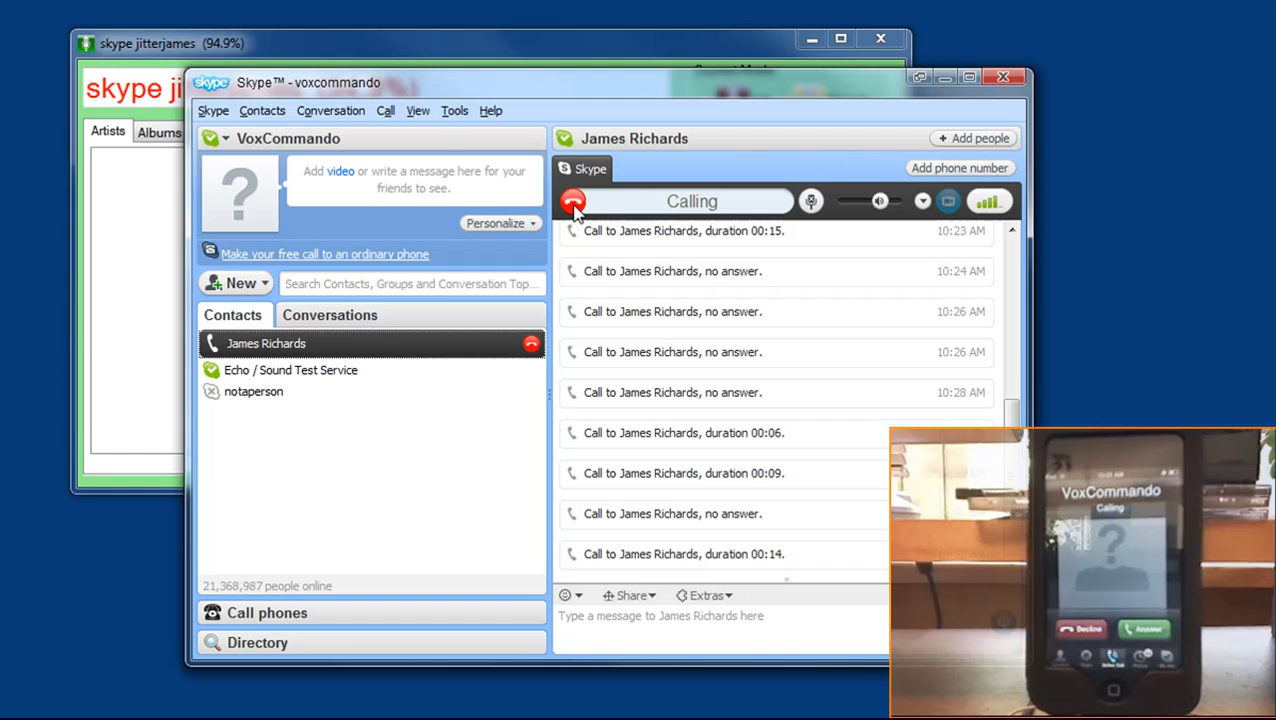 skype jitterjames (94.9%)
skype ji
Artists
Albums
Skype™ - voxcommando
Skype
Contacts
Conversation
Call
View
Tools
Help
VoxCommando
Add video or write a message here for your
friends to see.
Personalize
Make your free call to an ordinary phone
New
Search Contacts, Groups and Conversation Top...
Contacts
Conversations
James Richards
Echo / Sound Test Service
notaperson
21,368,987 people online
Call phones
Directory
James Richards
+ Add people
Skype
Add phone number
Calling
Call to James Richards, duration 00:15.
10:23 AM
Call to James Richards, no answer.
10:24 AM
Call to James Richards, no answer.
10:26 AM
Call to James Richards, no answer.
10:26 AM
Call to James Richards, no answer.
10:28 AM
Call to James Richards, duration 00:06.
Call to James Richards, duration 00:09.
Call to James Richards, no answer.
Call to James Richards, duration 00:14.
Share
Extras
Type a message to James Richards here
VoxCommando
Calling
Decline
Answer